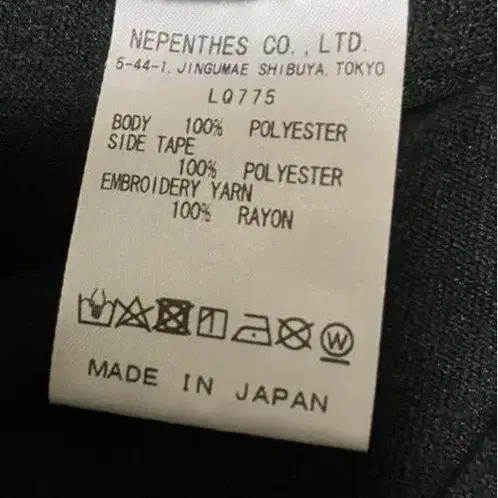 NEPENTHES CO., LTD.
5-44-1, JINGUMAE SHIBUYA, TOKYO
LQ775
BODY 100% POLYESTER
SIDE TAPE
100% POLYESTER
EMBROIDERY YARN
100% RAYON
W
MADE IN JAPAN